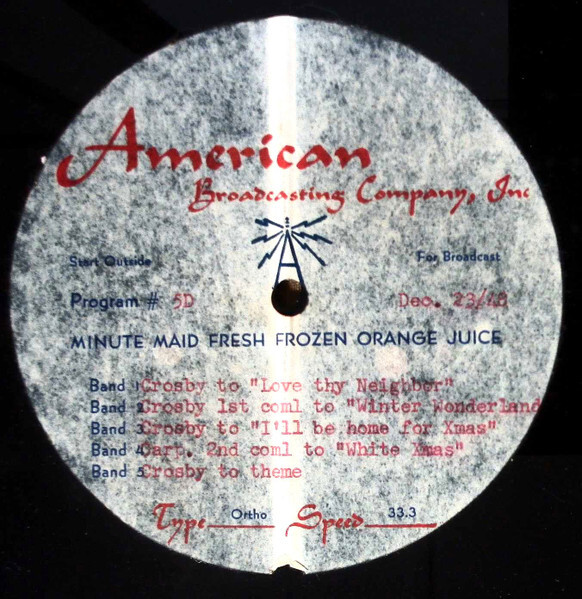 American
Broadcasting Company, Inc
Start Outside For Broadcast
Program # 5D Dec. 23/48
MINUTE MAID FRESH FROZEN ORANGE JUICE
Band 1 Crosby to "Love thy Neighbor"
Band 2 Crosby 1st coml to "Winter Wonderland
Band 3 Crosby to "I'll be home for Xmas"
Band 4 Carp. 2nd coml to "White Xmas"
Band 5 Crosby to theme
Type Ortho Speed 33.3